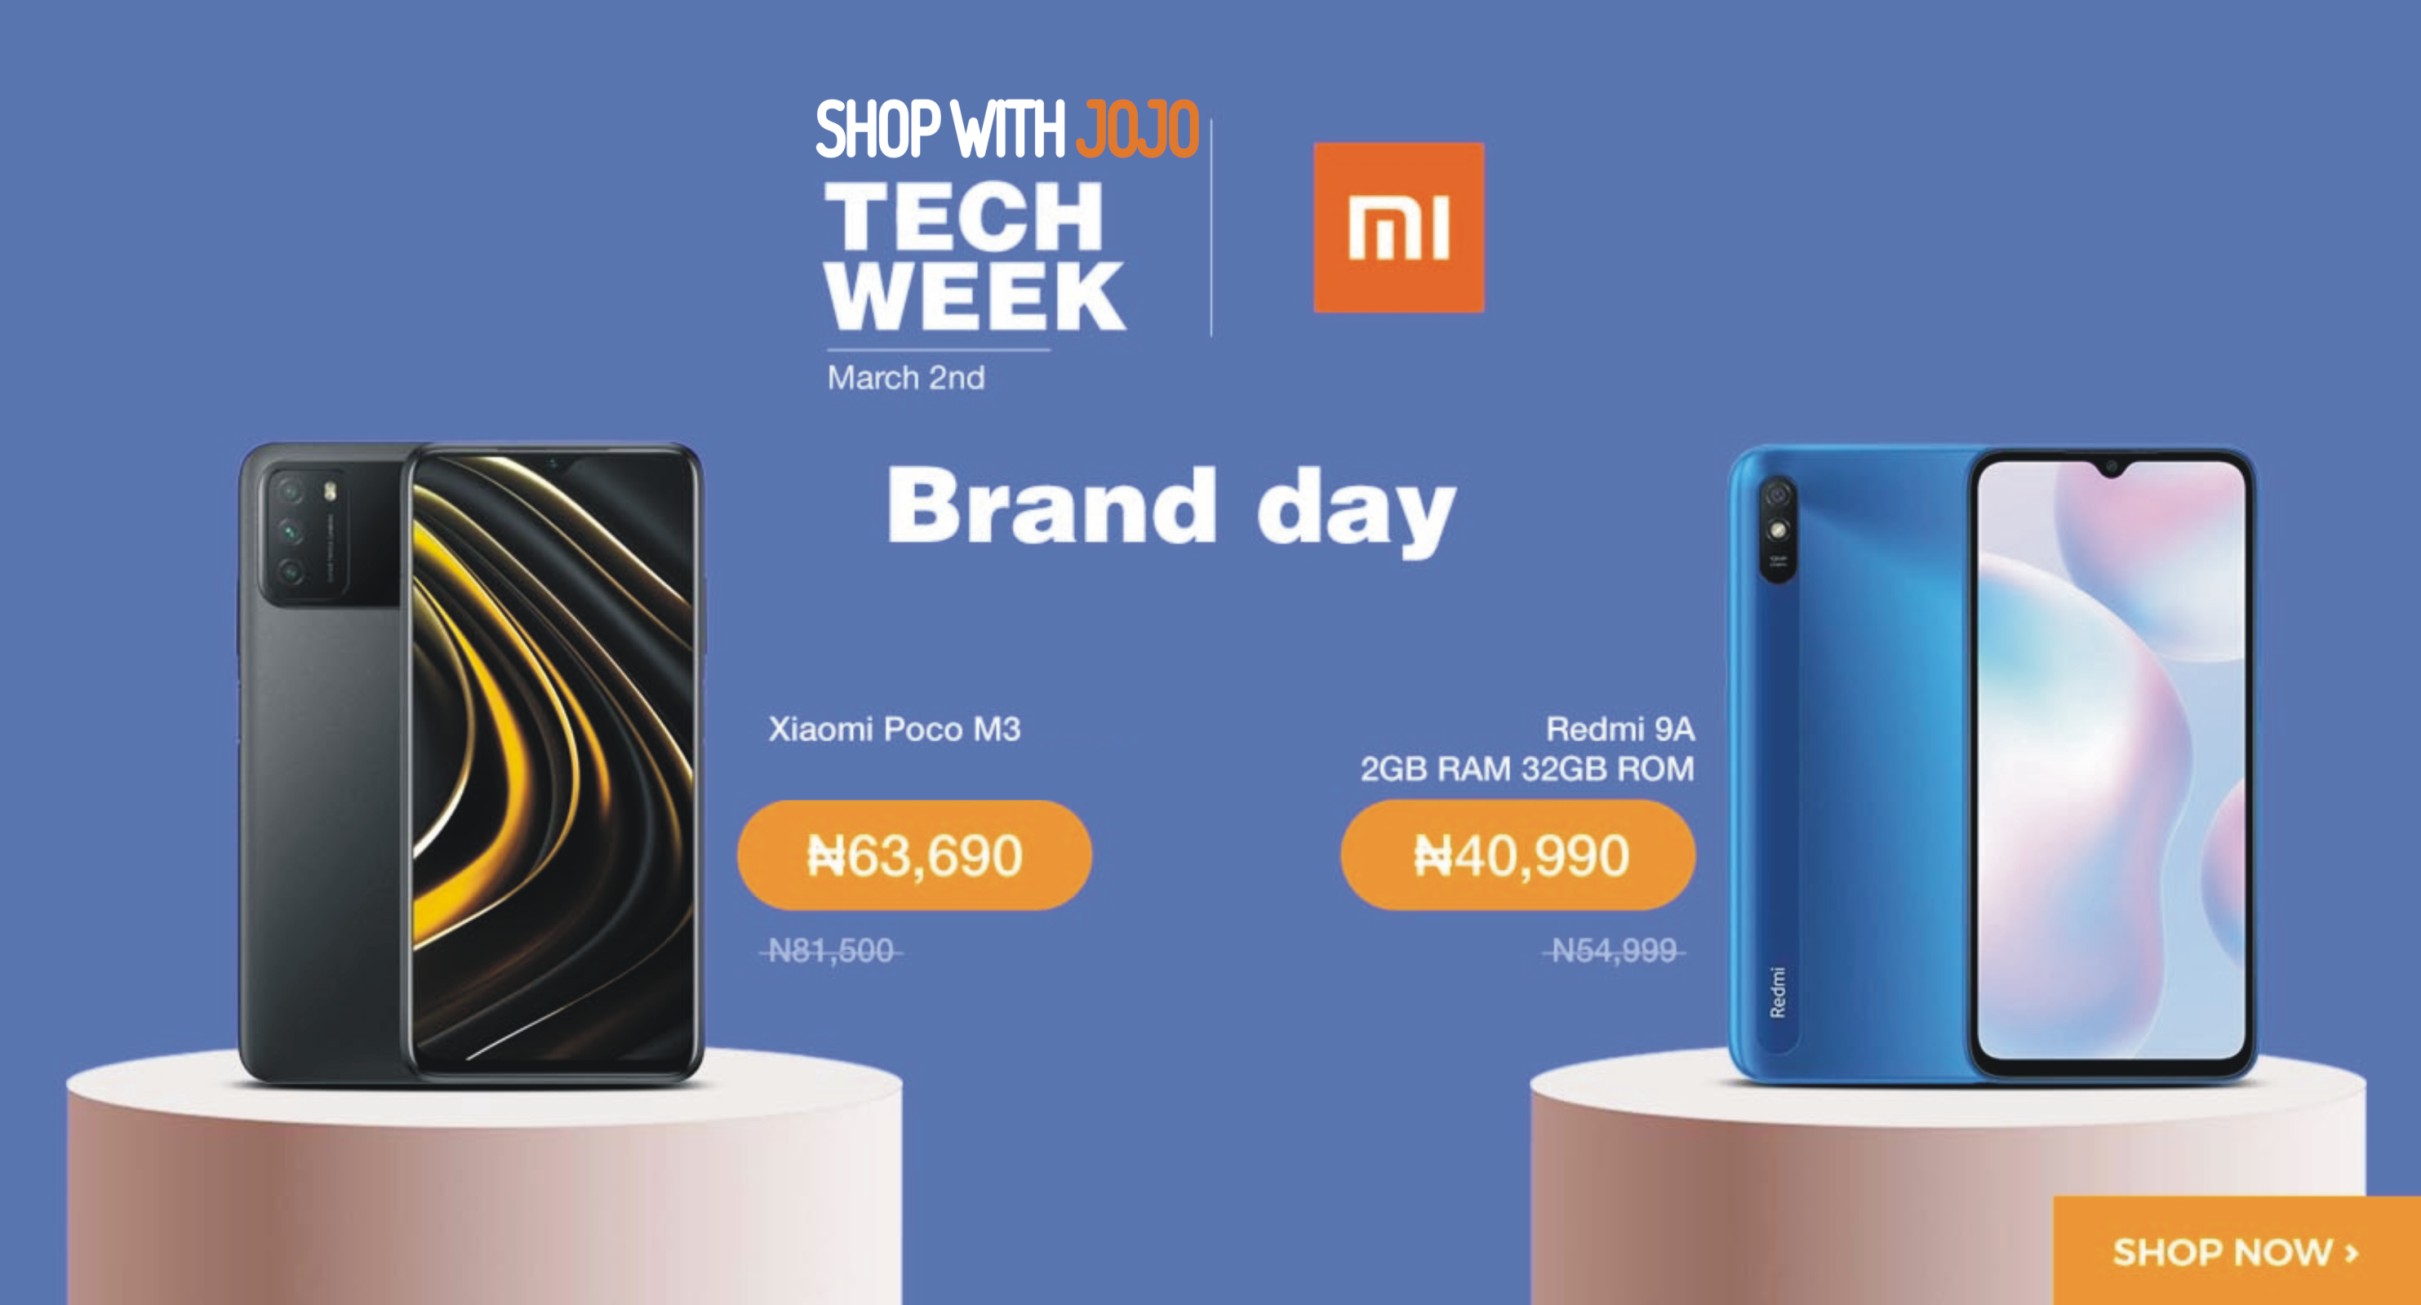 SHOP WITH JOJO
TECH
WEEK
March 2nd
mi
Brand day
Xiaomi Poco M3
₦63,690
N81,500
Redmi 9A
2GB RAM 32GB ROM
₦40,990
N54,999
Redmi
SHOP NOW ›